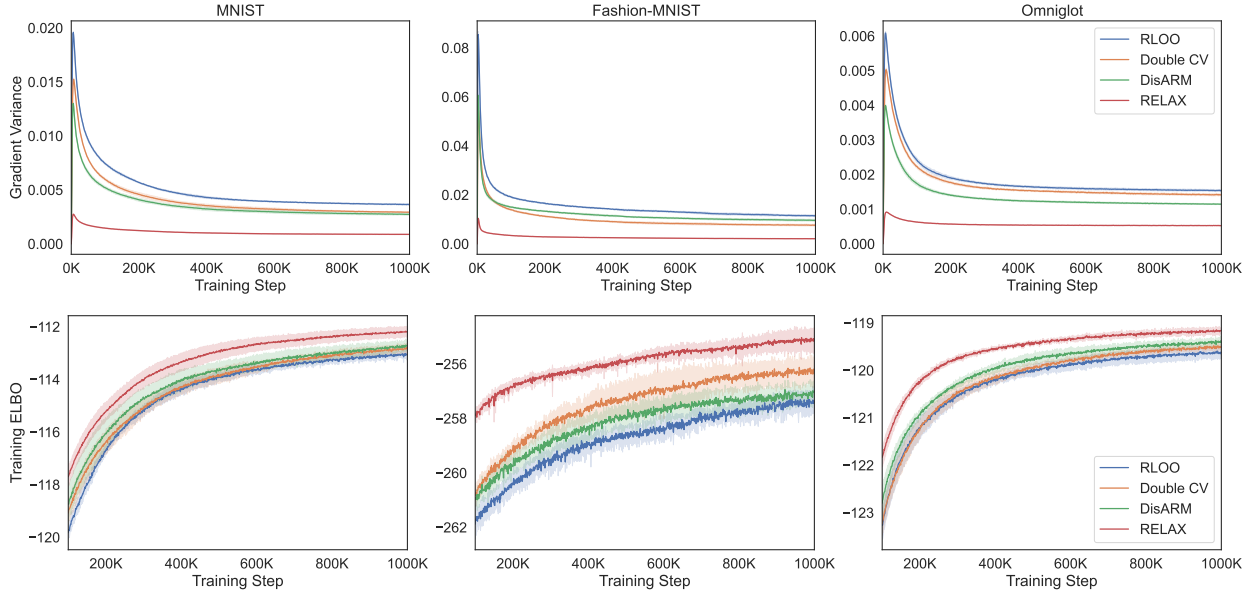 MNIST
Fashion-MNIST
Omniglot
Gradient Variance
0.020
0.015
0.010
0.005
0.000
0K 200K 400K 600K 800K 1000K
Training Step
0.08
0.06
0.04
0.02
0.00
0K 200K 400K 600K 800K 1000K
Training Step
0.006
0.005
0.004
0.003
0.002
0.001
0.000
0K 200K 400K 600K 800K 1000K
Training Step
RLOO
Double CV
DisARM
RELAX
Training ELBO
−112
−114
−116
−118
−120
200K 400K 600K 800K 1000K
Training Step
−256
−258
−260
−262
200K 400K 600K 800K 1000K
Training Step
−119
−120
−121
−122
−123
200K 400K 600K 800K 1000K
Training Step
RLOO
Double CV
DisARM
RELAX